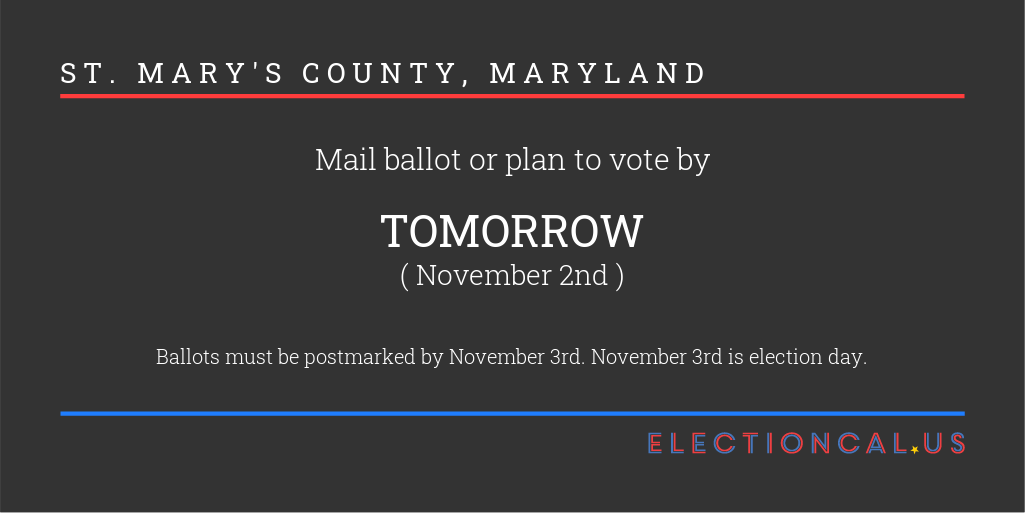 ST. MARY'S COUNTY, MARYLAND
Mail ballot or plan to vote by
TOMORROW
( November 2nd )
Ballots must be postmarked by November 3rd. November 3rd is election day.
ELECTIONCAL.US